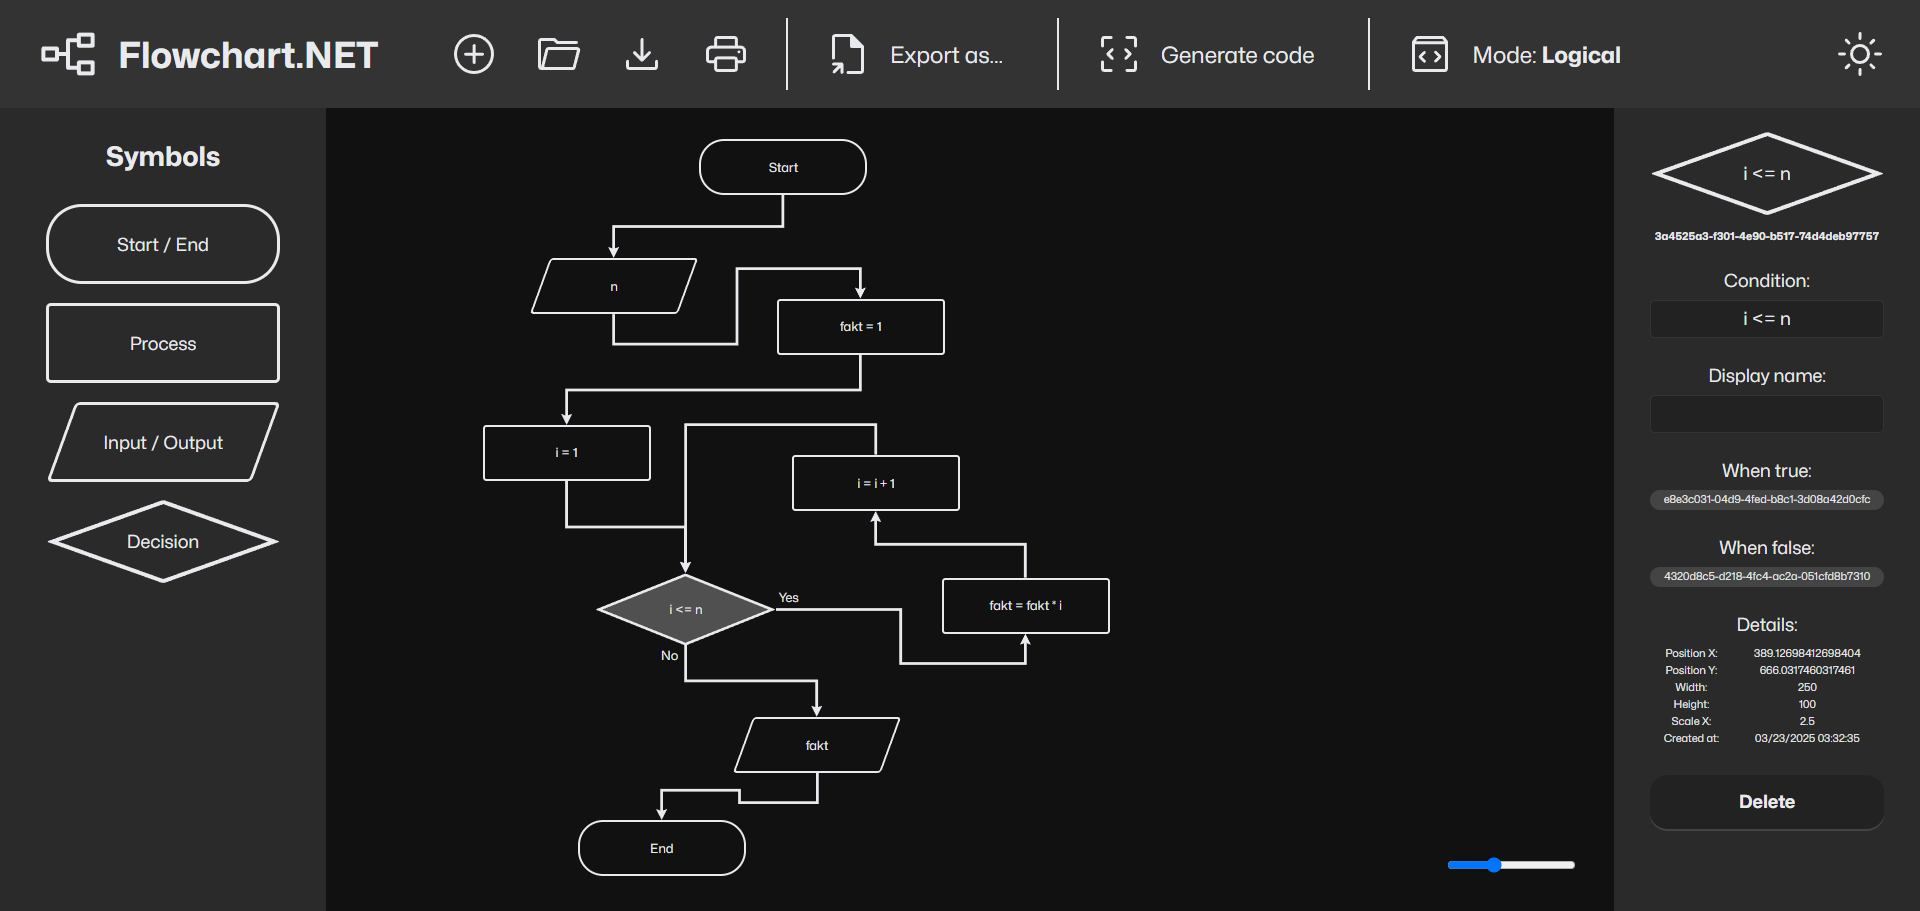 Flowchart.NET
Export as...
Generate code
Mode: Logical
Symbols
Start / End
Process
Input / Output
Decision
Start
n
fakt = 1
i = 1
i = i + 1
i <= n
Yes
No
fakt = fakt * i
fakt
End
i <= n
3a4525a3-f301-4e90-b517-74d4deb97757
Condition:
i <= n
Display name:
When true:
e8e3c031-04d9-4fed-b8c1-3d08a42d0cfc
When false:
4320d8c5-d218-4fc4-ac2a-051cfd8b7310
Details:
Position X: 389.12698412698404
Position Y: 666.0317460317461
Width: 250
Height: 100
Scale X: 2.5
Created at: 03/23/2025 03:32:35
Delete